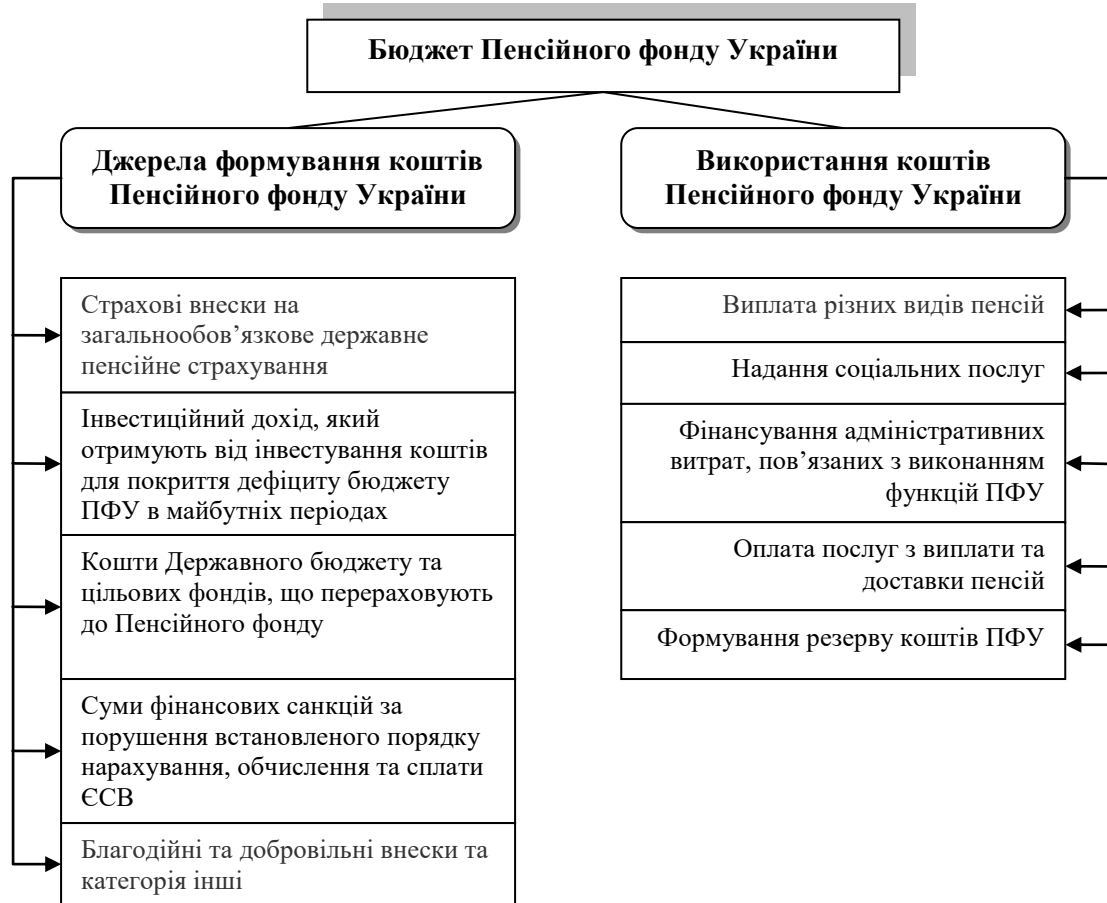 Бюджет Пенсійного фонду України
Джерела формування коштів
Пенсійного фонду України
Страхові внески на
загальнообов’язкове державне
пенсійне страхування
Інвестиційний дохід, який
отримують від інвестування коштів
для покриття дефіциту бюджету
ПФУ в майбутніх періодах
Кошти Державного бюджету та
цільових фондів, що перераховують
до Пенсійного фонду
Суми фінансових санкцій за
порушення встановленого порядку
нарахування, обчислення та сплати
ЄСВ
Благодійні та добровільні внески та
категорія інші
Використання коштів
Пенсійного фонду України
Виплата різних видів пенсій
Надання соціальних послуг
Фінансування адміністративних
витрат, пов’язаних з виконанням
функцій ПФУ
Оплата послуг з виплати та
доставки пенсій
Формування резерву коштів ПФУ